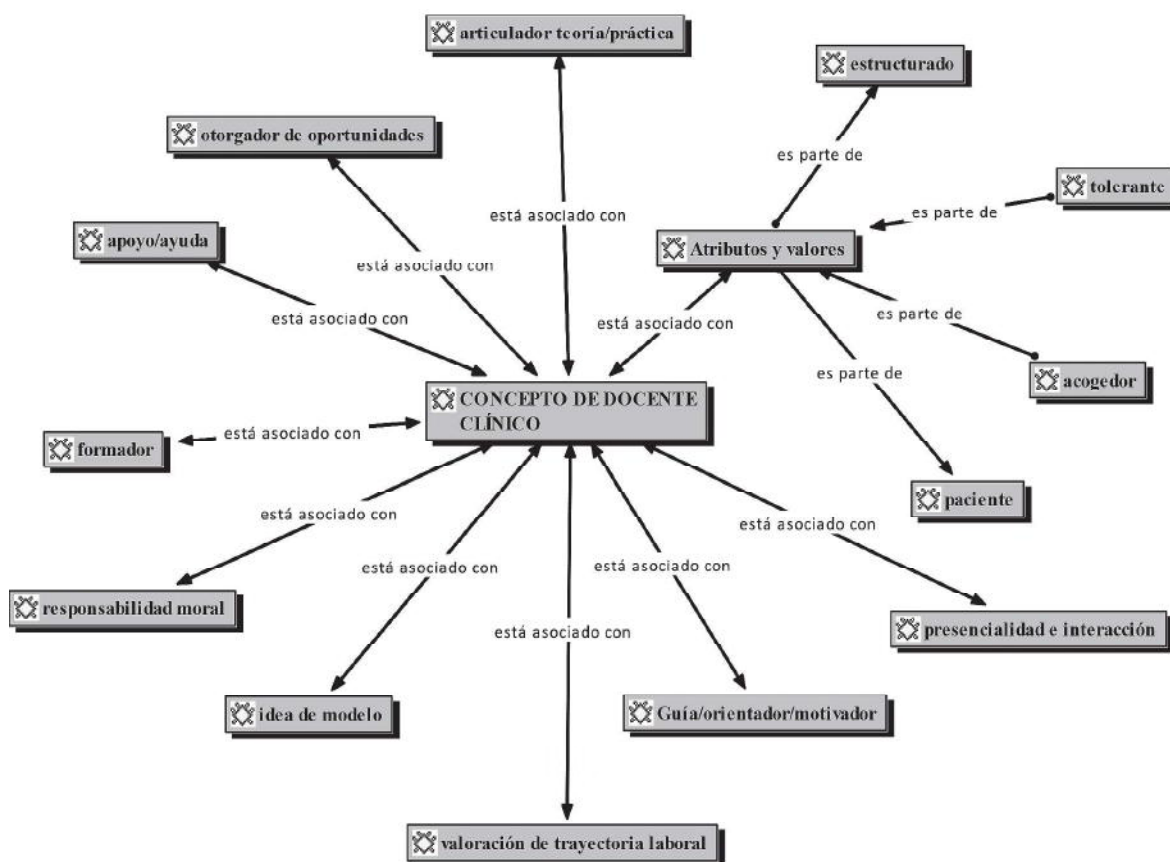 articulador teoría/práctica
estructurado
otorgador de oportunidades
es parte de
tolerante
está asociado con
es parte de
apoyo/ayuda
Atributos y valores
está asociado con
está asociado con
está asociado con
es parte de
es parte de
acogedor
CONCEPTO DE DOCENTE
CLÍNICO
está asociado con
formador
paciente
está asociado con
está asociado con
está asociado con
está asociado con
responsabilidad moral
está asociado con
presencialidad e interacción
idea de modelo
Guía/orientador/motivador
valoración de trayectoria laboral